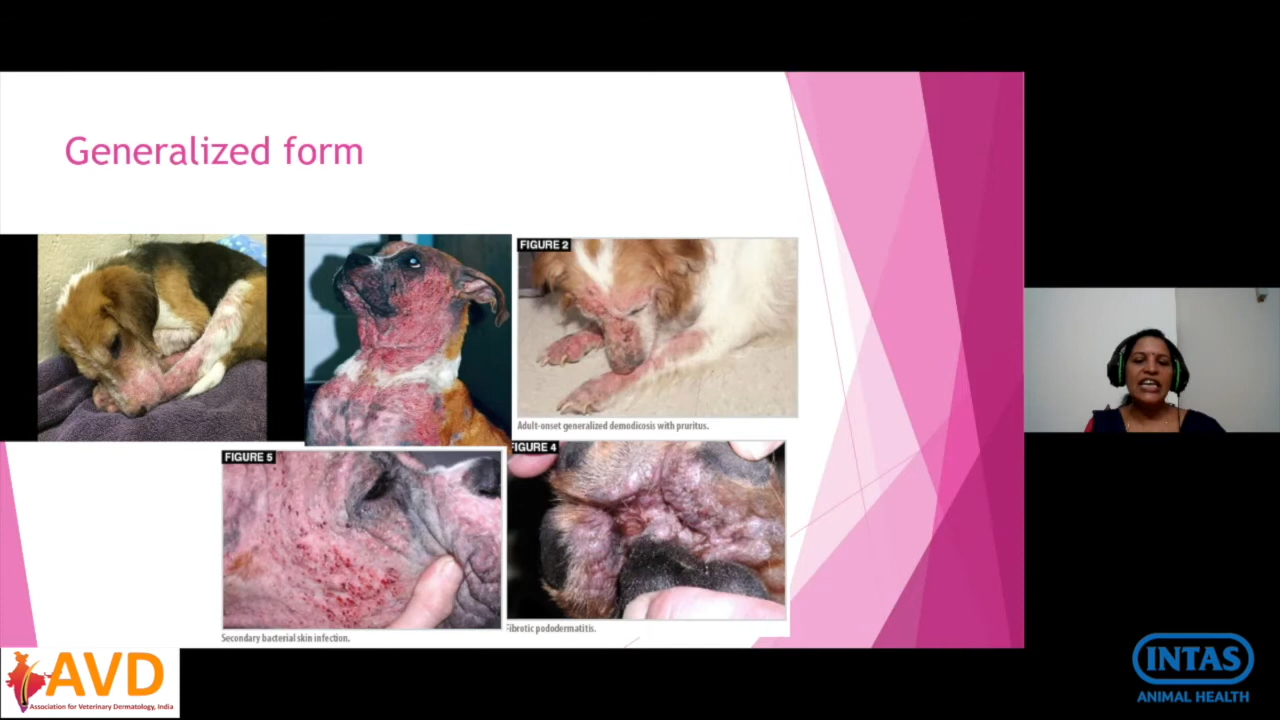 Generalized form
FIGURE 2
Adult-onset generalized demodicosis with pruritus.
FIGURE 5
Secondary bacterial skin infection.
FIGURE 4
Fibrotic pododermatitis.
AVD
Association for Veterinary Dermatology, India
INTAS
ANIMAL HEALTH